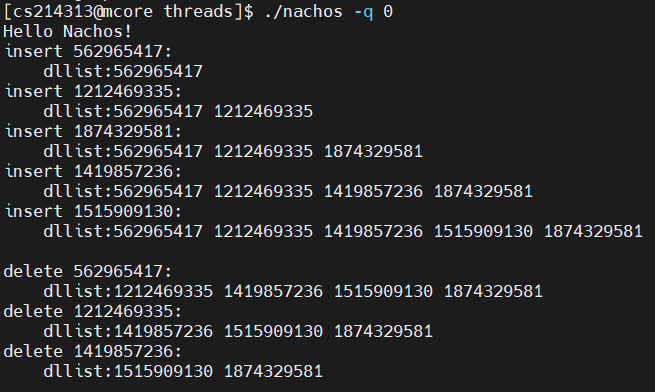 [cs214313@mcore threads]$ ./nachos -q 0
Hello Nachos!
insert 562965417:
    dllist:562965417
insert 1212469335:
    dllist:562965417 1212469335
insert 1874329581:
    dllist:562965417 1212469335 1874329581
insert 1419857236:
    dllist:562965417 1212469335 1419857236 1874329581
insert 1515909130:
    dllist:562965417 1212469335 1419857236 1515909130 1874329581

delete 562965417:
    dllist:1212469335 1419857236 1515909130 1874329581
delete 1212469335:
    dllist:1419857236 1515909130 1874329581
delete 1419857236:
    dllist:1515909130 1874329581